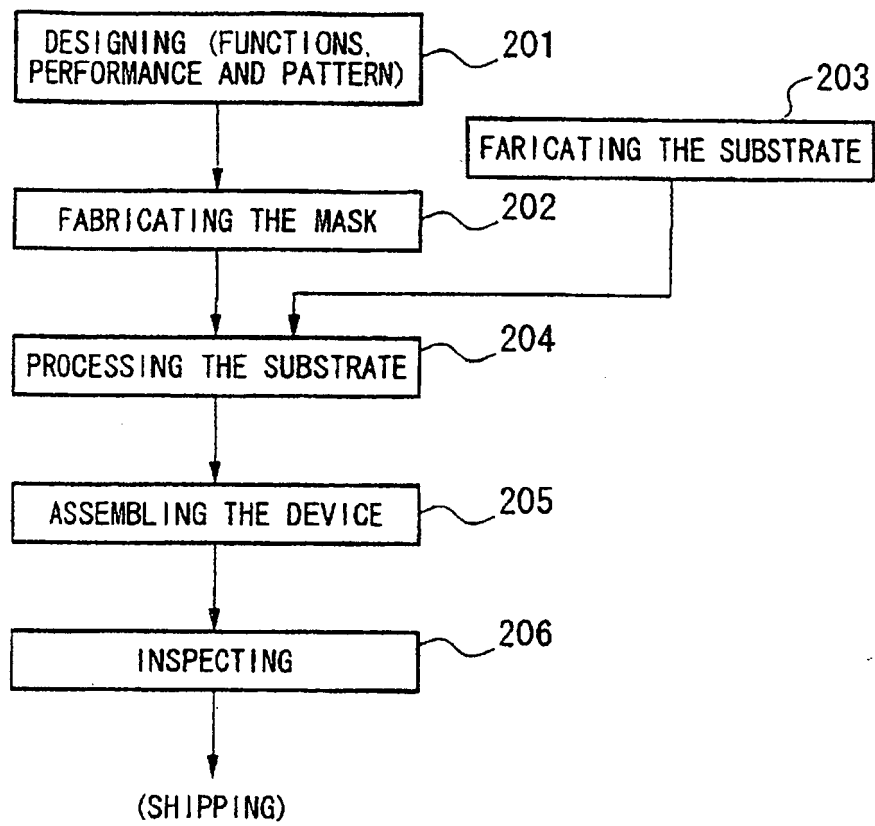 DESIGNING (FUNCTIONS,
PERFORMANCE AND PATTERN)
201
203
FARICATING THE SUBSTRATE
FABRICATING THE MASK
202
PROCESSING THE SUBSTRATE
204
ASSEMBLING THE DEVICE
205
INSPECTING
206
(SHIPPING)